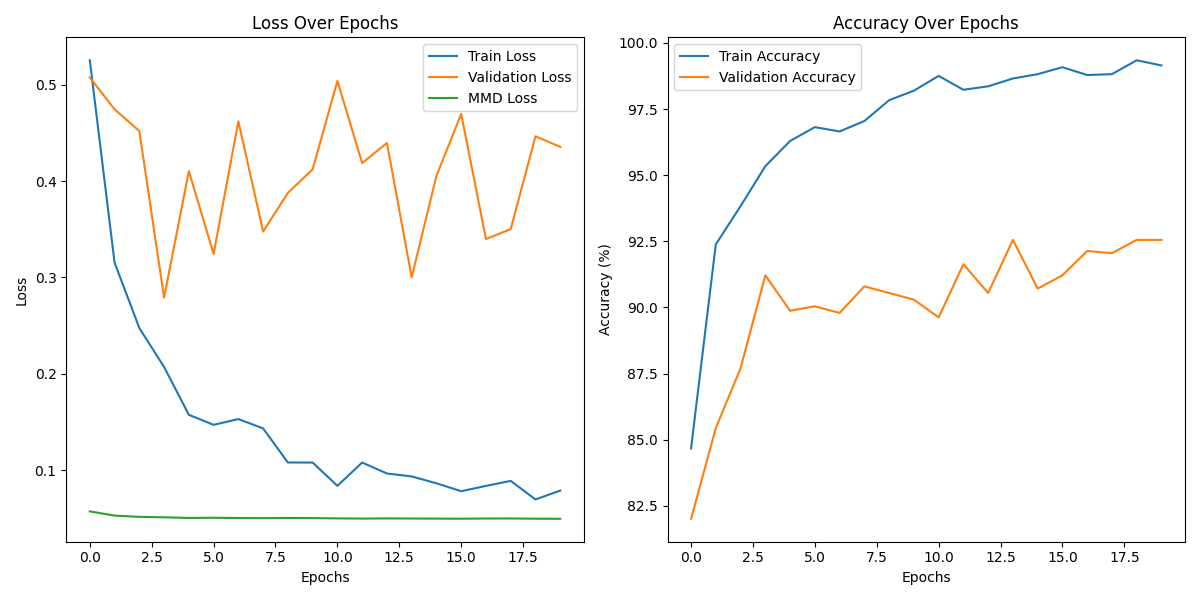 Loss Over Epochs
Train Loss
Validation Loss
MMD Loss
0.5
0.4
0.3
0.2
0.1
Loss
0.0 2.5 5.0 7.5 10.0 12.5 15.0 17.5
Epochs
Accuracy Over Epochs
Train Accuracy
Validation Accuracy
100.0
97.5
95.0
92.5
90.0
87.5
85.0
82.5
Accuracy (%)
0.0 2.5 5.0 7.5 10.0 12.5 15.0 17.5
Epochs